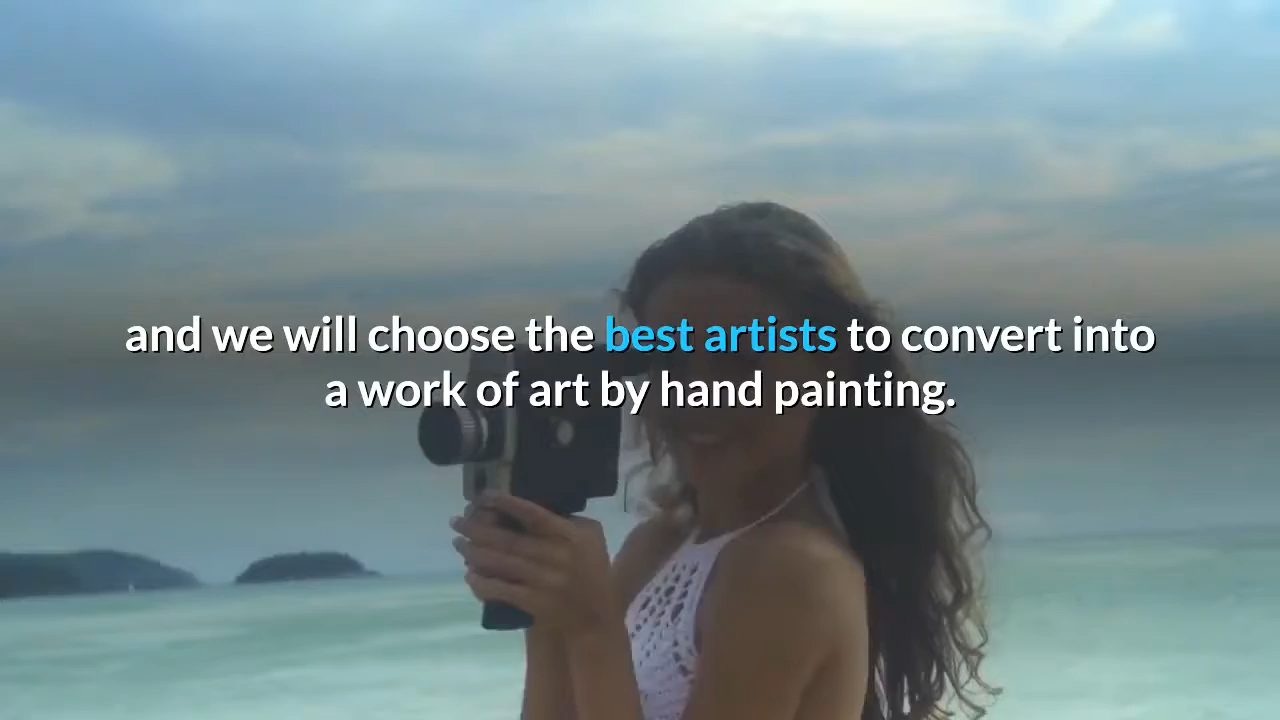 and we will choose the best artists to convert into
a work of art by hand painting.